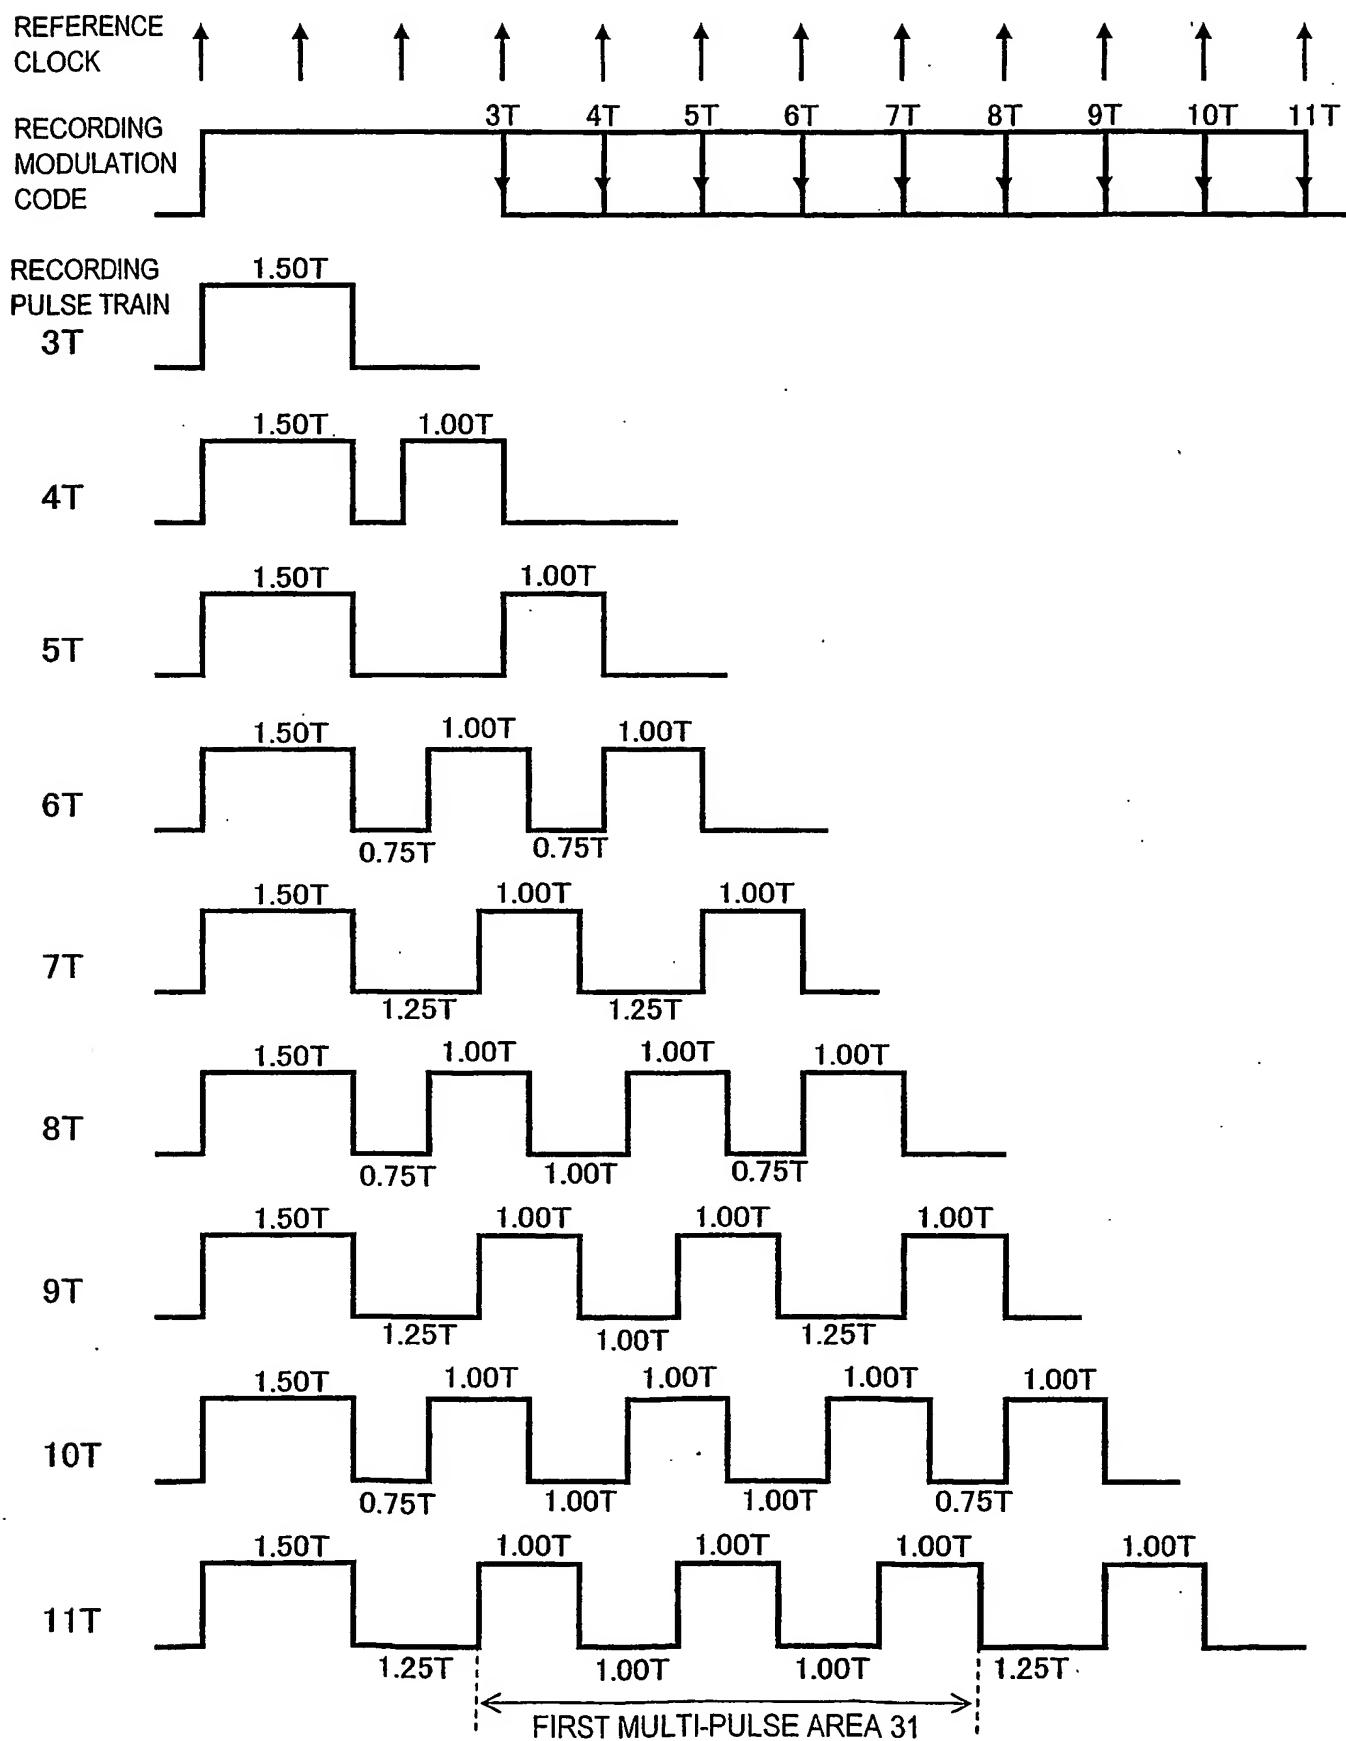 REFERENCE
CLOCK
3T 4T 5T 6T 7T 8T 9T 10T 11T
RECORDING
MODULATION
CODE
RECORDING
PULSE TRAIN
1.50T
3T
1.50T 1.00T
4T
1.50T 1.00T
5T
1.50T 1.00T 1.00T
6T
0.75T 0.75T
1.50T 1.00T 1.00T
7T
1.25T 1.25T
1.50T 1.00T 1.00T 1.00T
8T
0.75T 1.00T 0.75T
1.50T 1.00T 1.00T 1.00T
9T
1.25T 1.00T 1.25T
1.50T 1.00T 1.00T 1.00T 1.00T
10T
0.75T 1.00T 1.00T 0.75T
1.50T 1.00T 1.00T 1.00T 1.00T
11T
1.25T 1.00T 1.00T 1.25T
FIRST MULTI-PULSE AREA 31